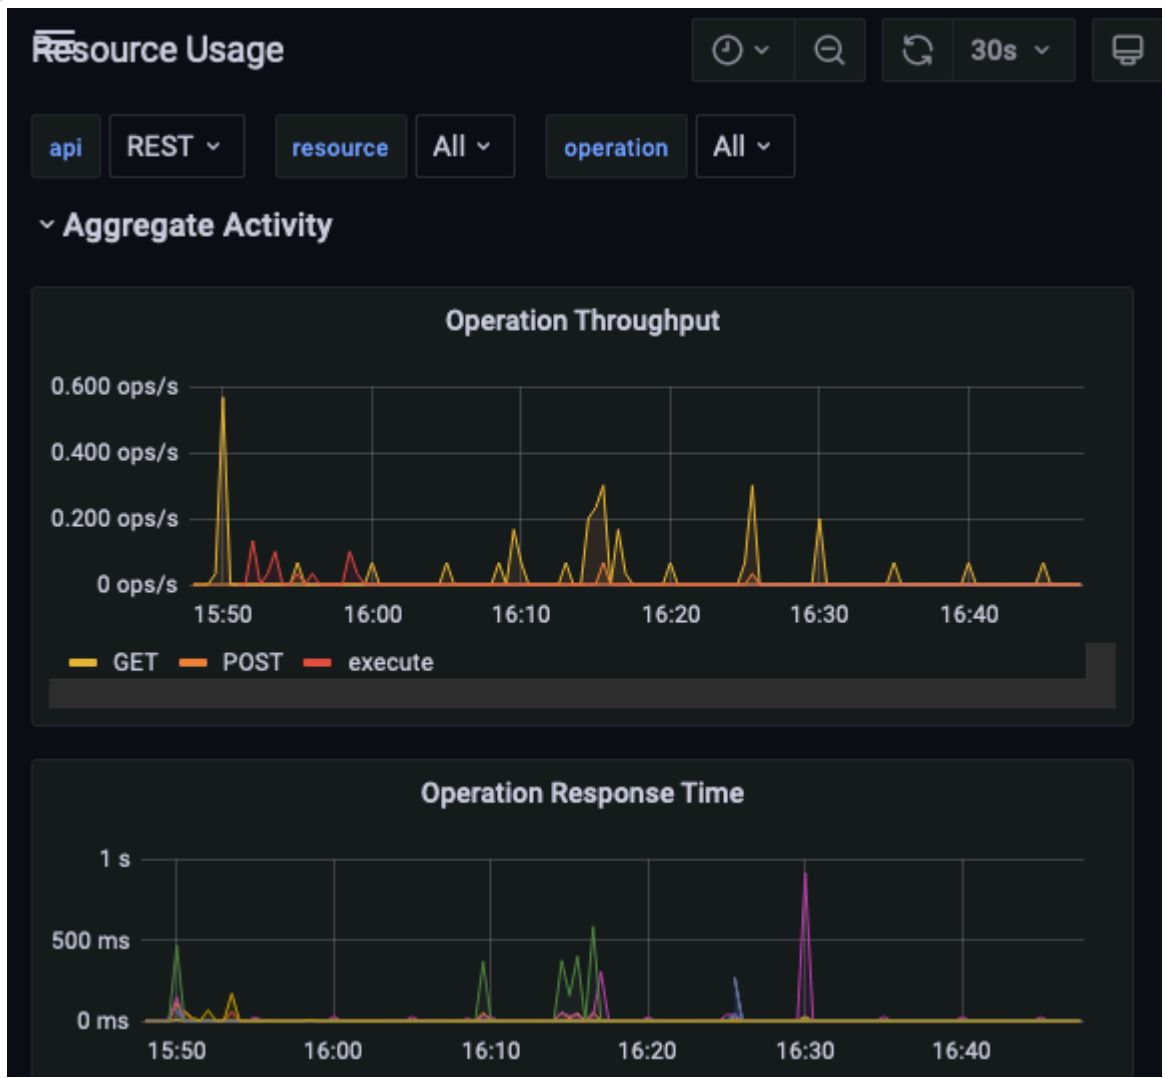 Resource Usage
30s
api REST resource All operation All
Aggregate Activity
Operation Throughput
0.600 ops/s
0.400 ops/s
0.200 ops/s
0 ops/s
15:50 16:00 16:10 16:20 16:30 16:40
GET POST execute
Operation Response Time
1 s
500 ms
0 ms
15:50 16:00 16:10 16:20 16:30 16:40